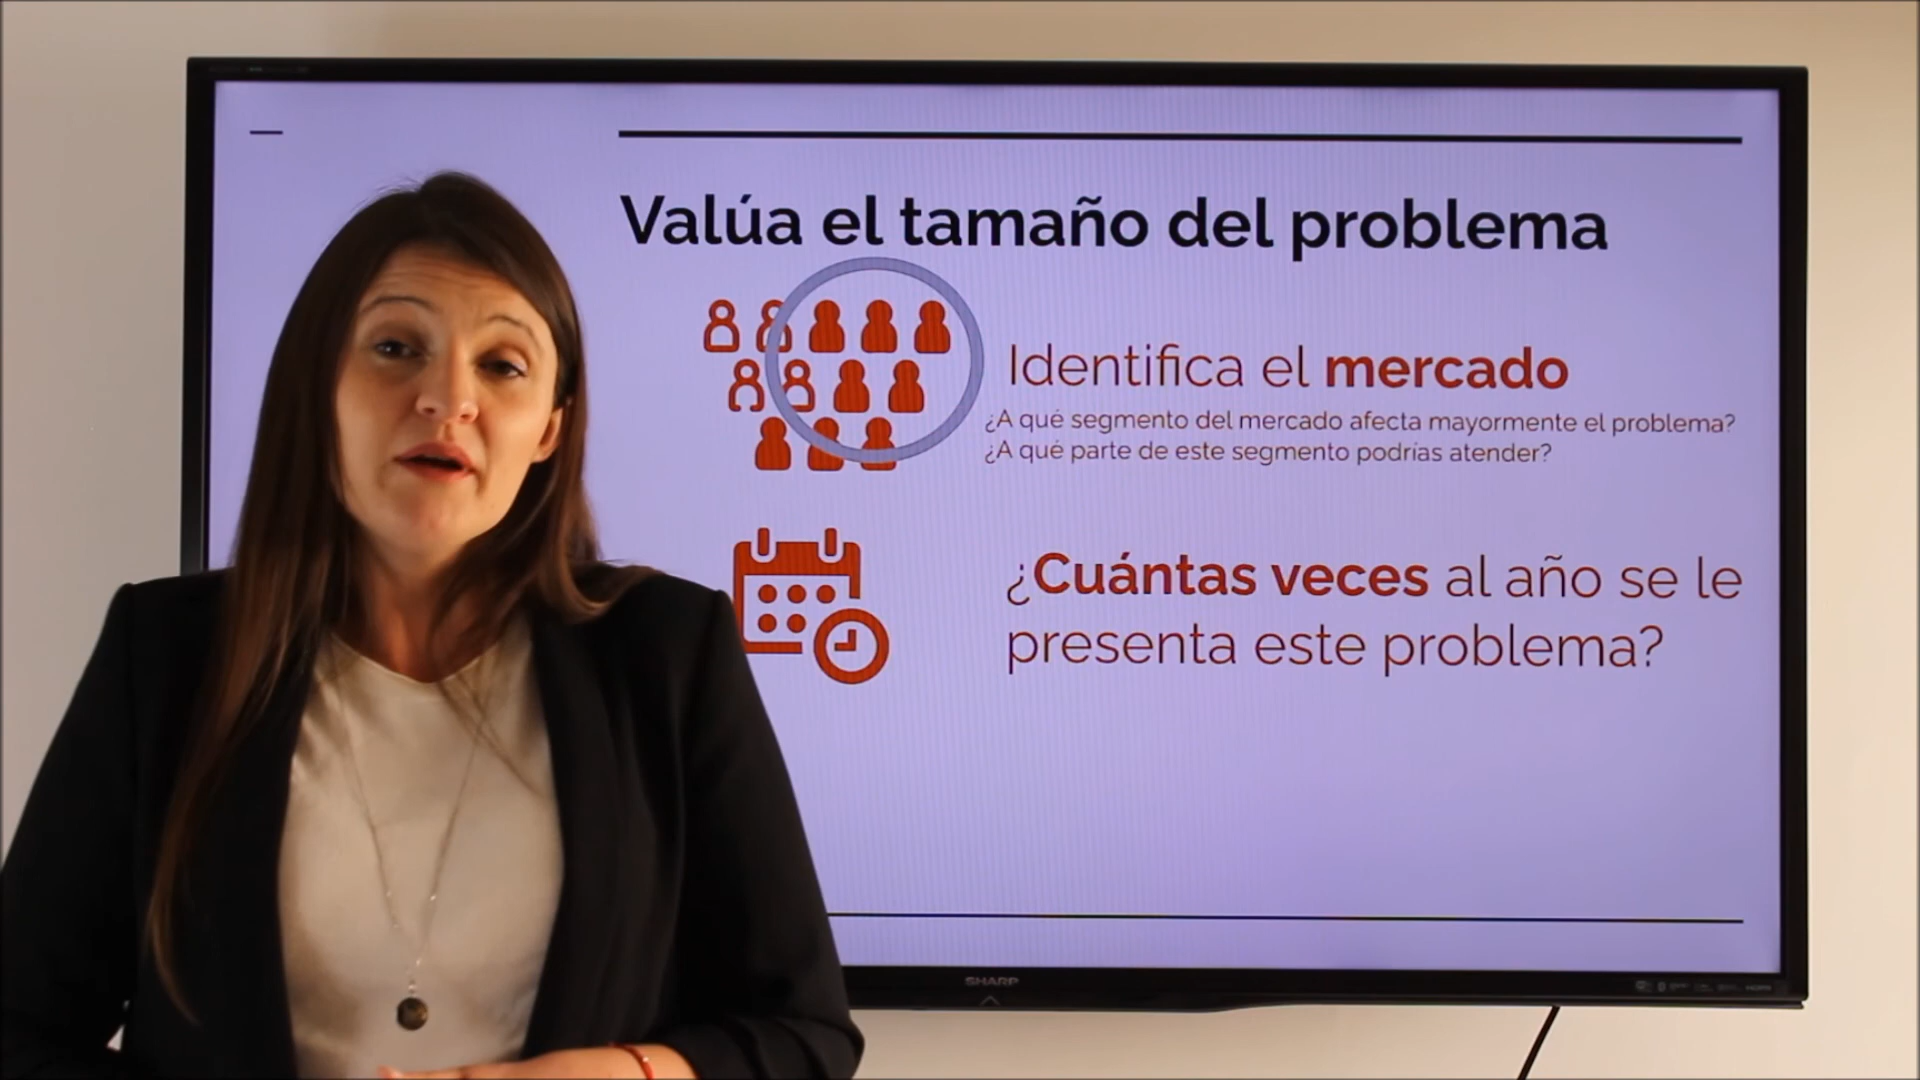 Valúa el tamaño del problema
Identifica el mercado
¿A qué segmento del mercado afecta mayormente el problema?
¿A qué parte de este segmento podrías atender?
¿Cuántas veces al año se le
presenta este problema?
SHARP